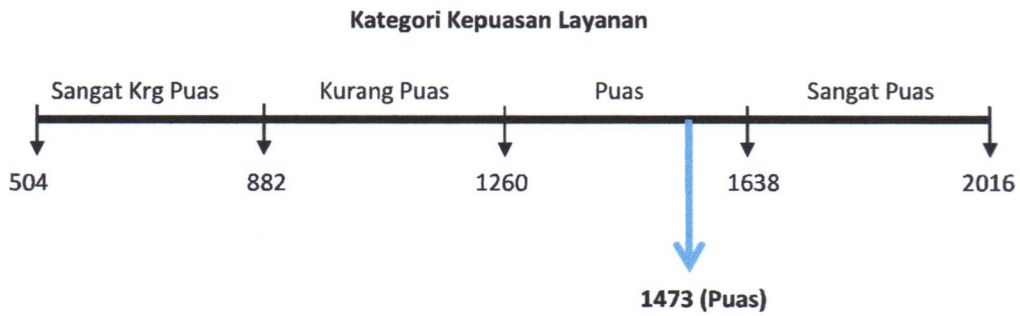 Kategori Kepuasan Layanan
Sangat Krg Puas Kurang Puas Puas Sangat Puas
504 882 1260 1638 2016
1473 (Puas)